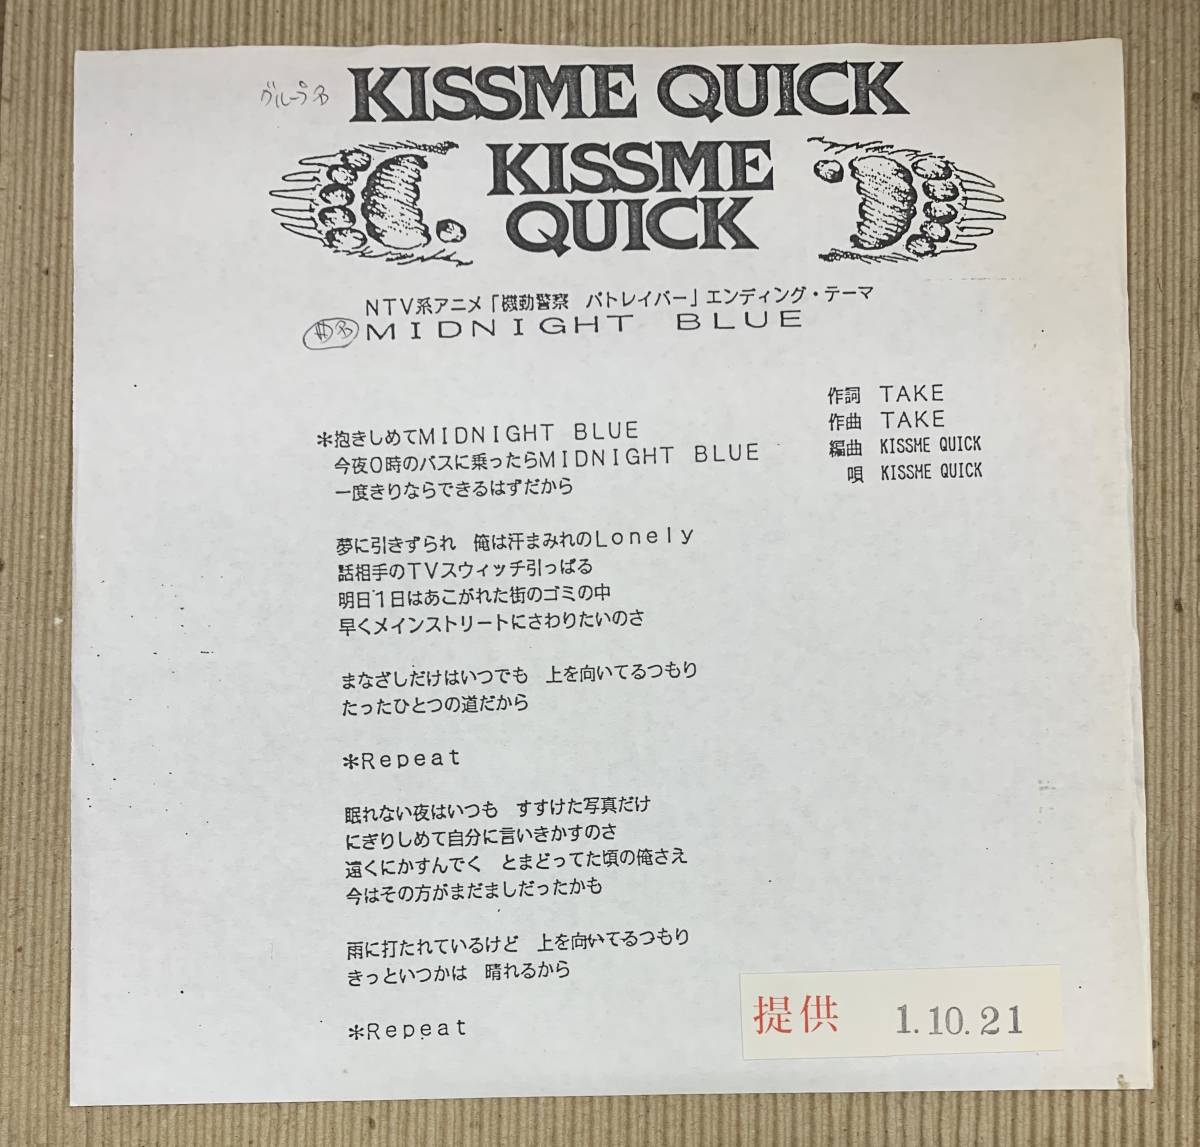 グループB
KISSME QUICK
KISSME
QUICK
NTV系アニメ「機動警察　パトレイバー」エンディング・テーマ
MIDNIGHT　BLUE
作詞　TAKE
作曲　TAKE
編曲　KISSME QUICK
唄　KISSME QUICK
*抱きしめてMIDNIGHT　BLUE
今夜0時のバスに乗ったらMIDNIGHT　BLUE
一度きりならできるはずだから
夢に引きずられ　俺は汗まみれのLonely
話相手のTVスウィッチ引っぱる
明日1日はあこがれた街のゴミの中
早くメインストリートにさわりたいのさ
まなざしだけはいつでも　上を向いてるつもり
たったひとつの道だから
*Repeat
眠れない夜はいつも　すすけた写真だけ
にぎりしめて自分に言いきかすのさ
遠くにかすんでく　とまどってた頃の俺さえ
今はその方がまだましだったかも
雨に打たれているけど　上を向いてるつもり
きっといつかは　晴れるから
*Repeat
提供　1.10.21